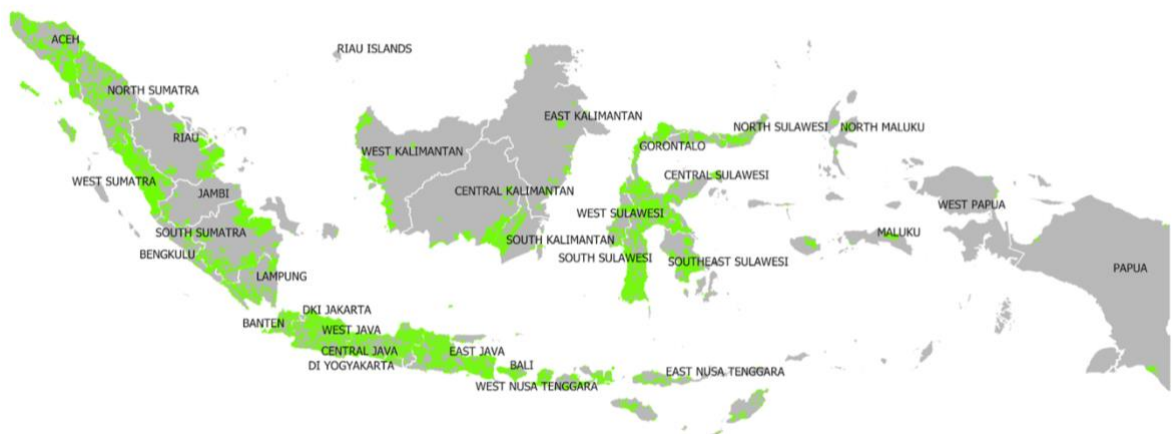 ACEH
RIAU ISLANDS
NORTH SUMATRA
EAST KALIMANTAN
NORTH SULAWESI
NORTH MALUKU
RIAU
WEST KALIMANTAN
GORONTALO
WEST SUMATRA
JAMBI
CENTRAL KALIMANTAN
CENTRAL SULAWESI
WEST PAPUA
SOUTH SUMATRA
WEST SULAWESI
MALUKU
BENGKULU
SOUTH KALIMANTAN
SOUTH SULAWESI
SOUTHEAST SULAWESI
PAPUA
LAMPUNG
DKI JAKARTA
BANTEN
WEST JAVA
CENTRAL JAVA
EAST JAVA
DI YOGYAKARTA
BALI
WEST NUSA TENGGARA
EAST NUSA TENGGARA